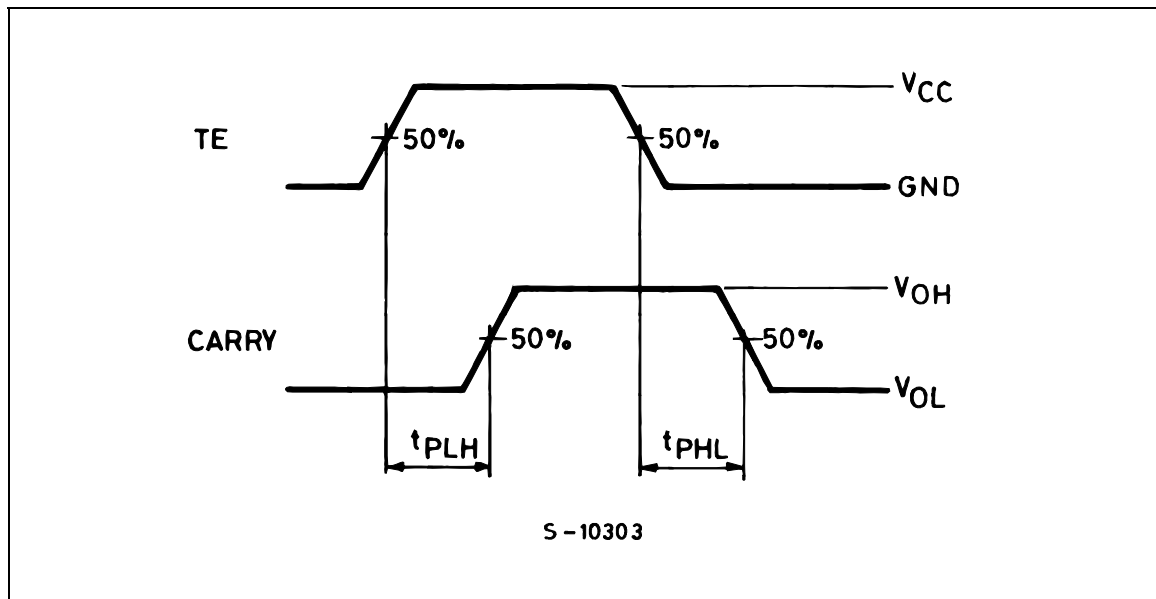 VCC
TE 50% 50%
GND
VOH
CARRY 50% 50%
VOL
tPLH tPHL
S-10303